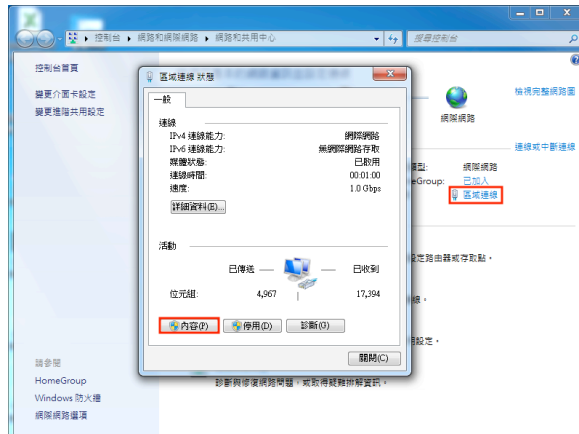 控制台 ▸ 網路和網際網路 ▸ 網路和共用中心
搜尋控制台
控制台首頁
變更介面卡設定
變更進階共用設定
檢視完整網路圖
網際網路
連線或中斷連線
類型: 網際網路
eGroup: 已加入
區域連線
設定路由器或存取點。
線。
設定。
診斷與修復網路問題，或取得疑難排解資訊。
請參閱
HomeGroup
Windows 防火牆
網際網路選項
區域連線 狀態
一般
連線
IPv4 連線能力: 網際網路
IPv6 連線能力: 無網際網路存取
媒體狀態: 已啟用
連線時間: 00:01:00
速度: 1.0 Gbps
詳細資料(E)...
活動
已傳送 — — 已收到
位元組: 4,967 | 17,394
內容(P) 停用(D) 診斷(G)
關閉(C)